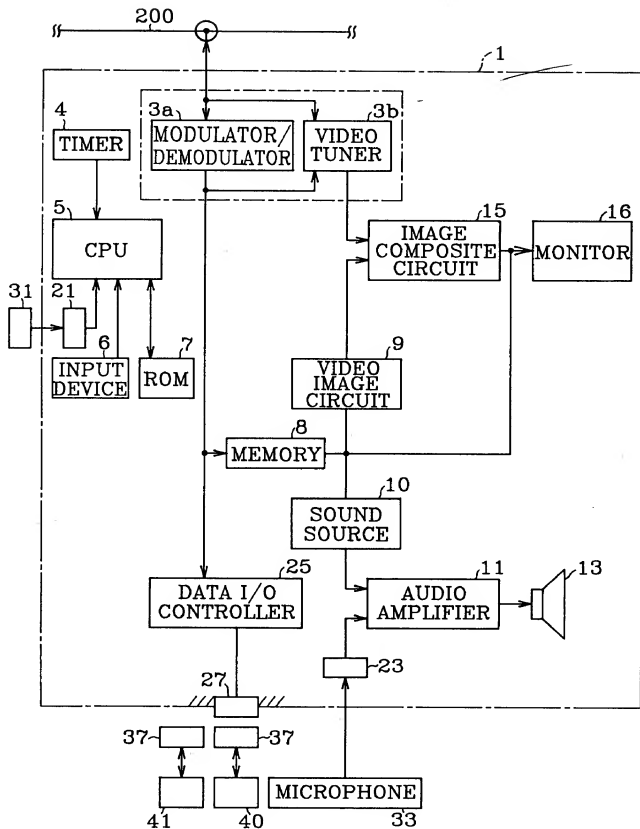 200
1
3a
MODULATOR/
DEMODULATOR
3b
VIDEO
TUNER
4
TIMER
5
CPU
15
IMAGE
COMPOSITE
CIRCUIT
16
MONITOR
31
21
6
INPUT
DEVICE
7
ROM
9
VIDEO
IMAGE
CIRCUIT
8
MEMORY
10
SOUND
SOURCE
25
DATA I/O
CONTROLLER
11
AUDIO
AMPLIFIER
13
23
27
37
37
41
40
MICROPHONE
33